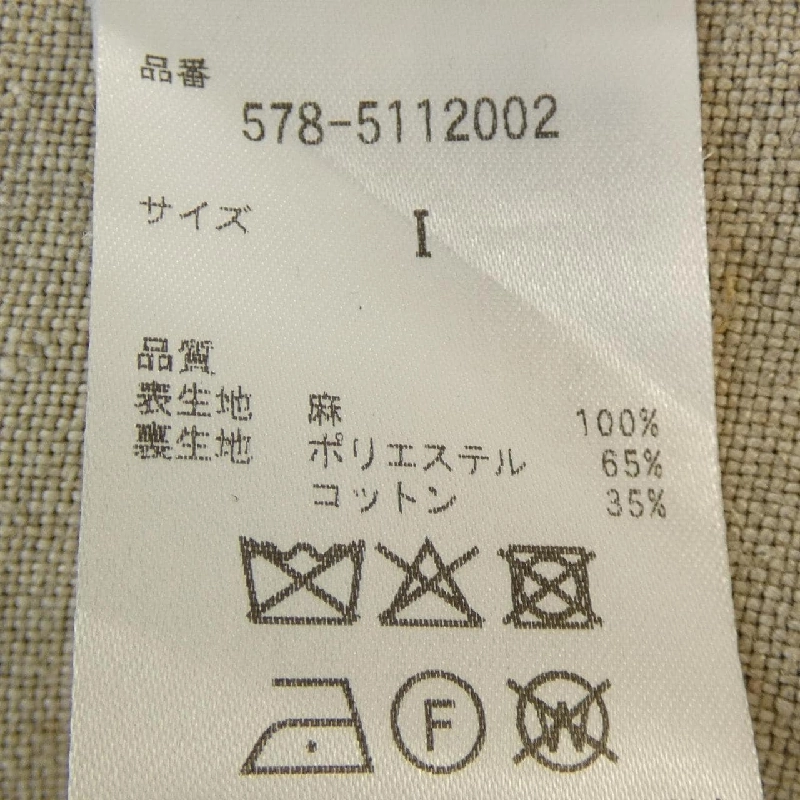 品番
578-5112002
サイズ I
品質
表生地 麻 100%
裏生地 ポリエステル 65%
コットン 35%
F
W